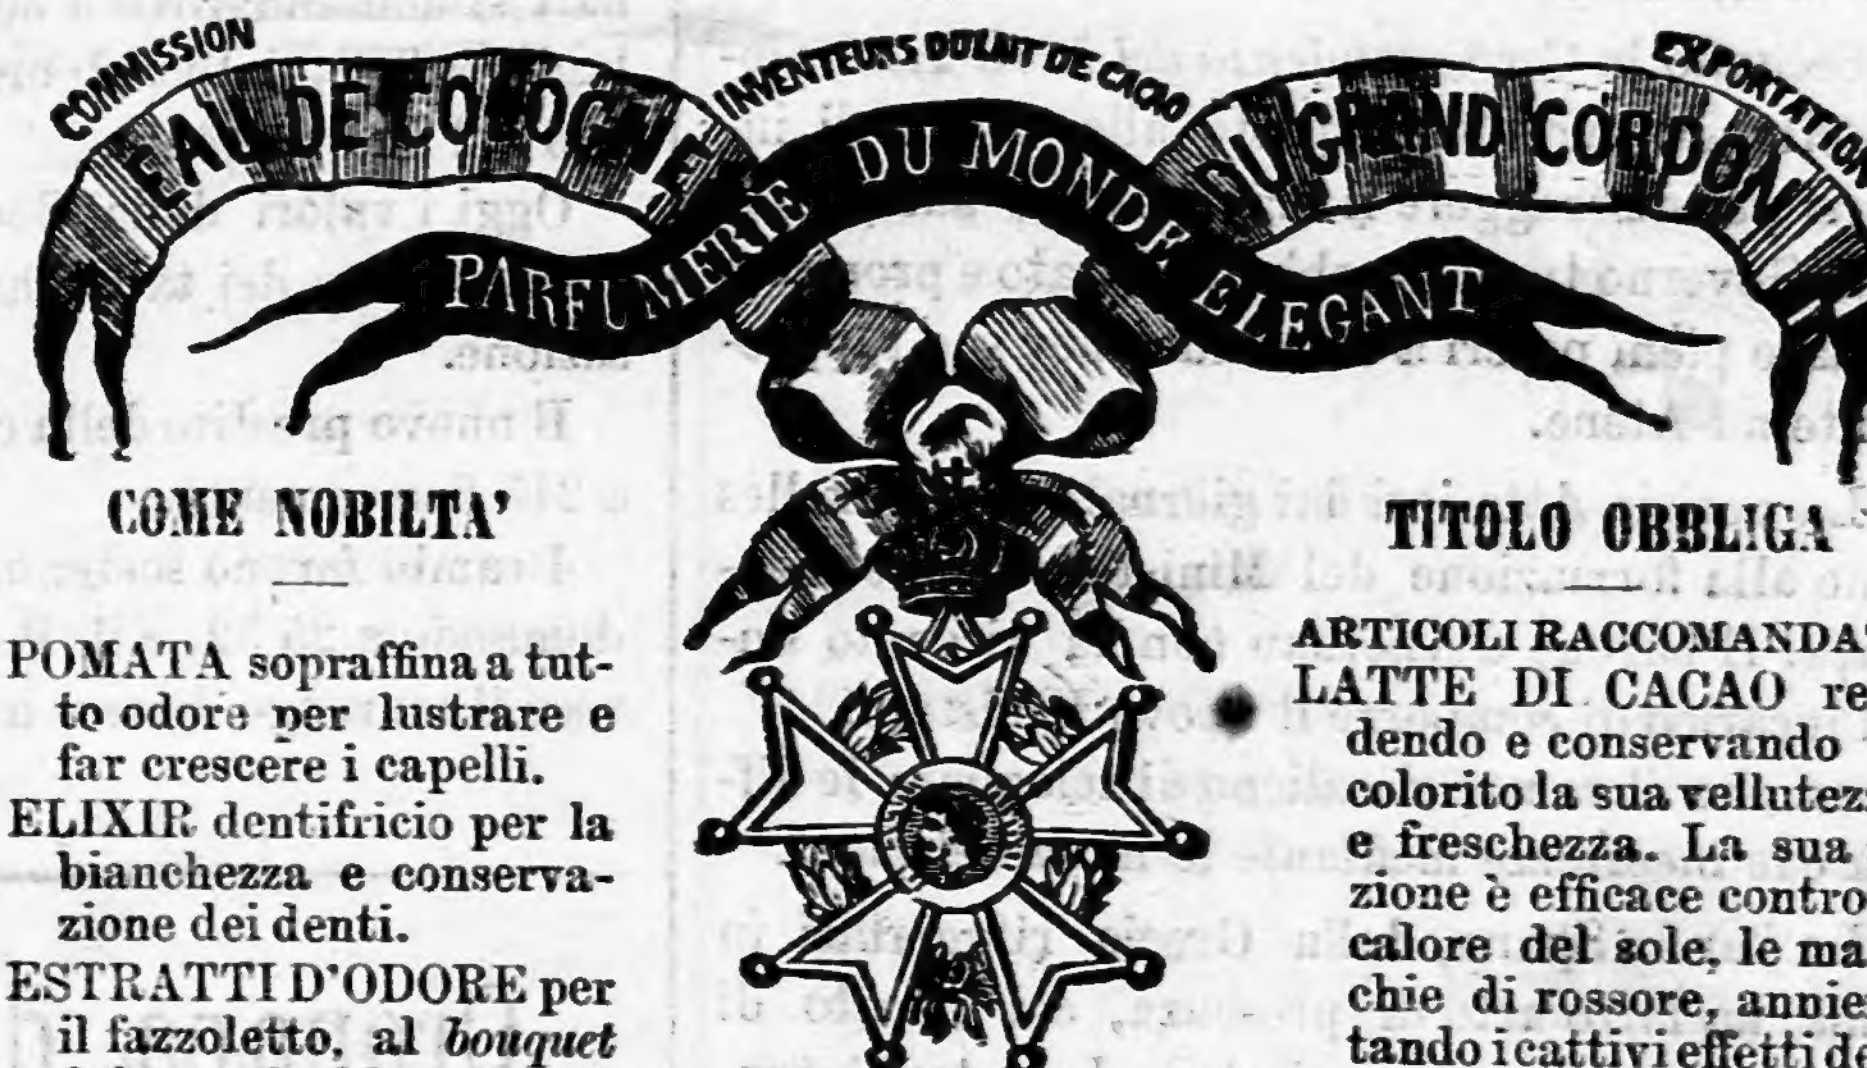 COMMISSION
INVENTEURS DU LAIT DE CACAO
EXPORTATION
EAU DE COLOGNE
DU GRAND CORDON
PARFUMERIE DU MONDE ELEGANT
COME NOBILTA'
POMATA sopraffina a tut-
to odore per lustrare e
far crescere i capelli.
ELIXIR dentifricio per la
bianchezza e conserva-
zione dei denti.
ESTRATTI D'ODORE per
il fazzoletto, al bouquet
TITOLO OBBLIGA
ARTICOLI RACCOMANDAT
LATTE DI CACAO re
dendo e conservando
colorito la sua vellutez
e freschezza. La sua
zione è efficace contro
calore del sole, le ma
chie di rossore, annie
tando i cattivi effetti de